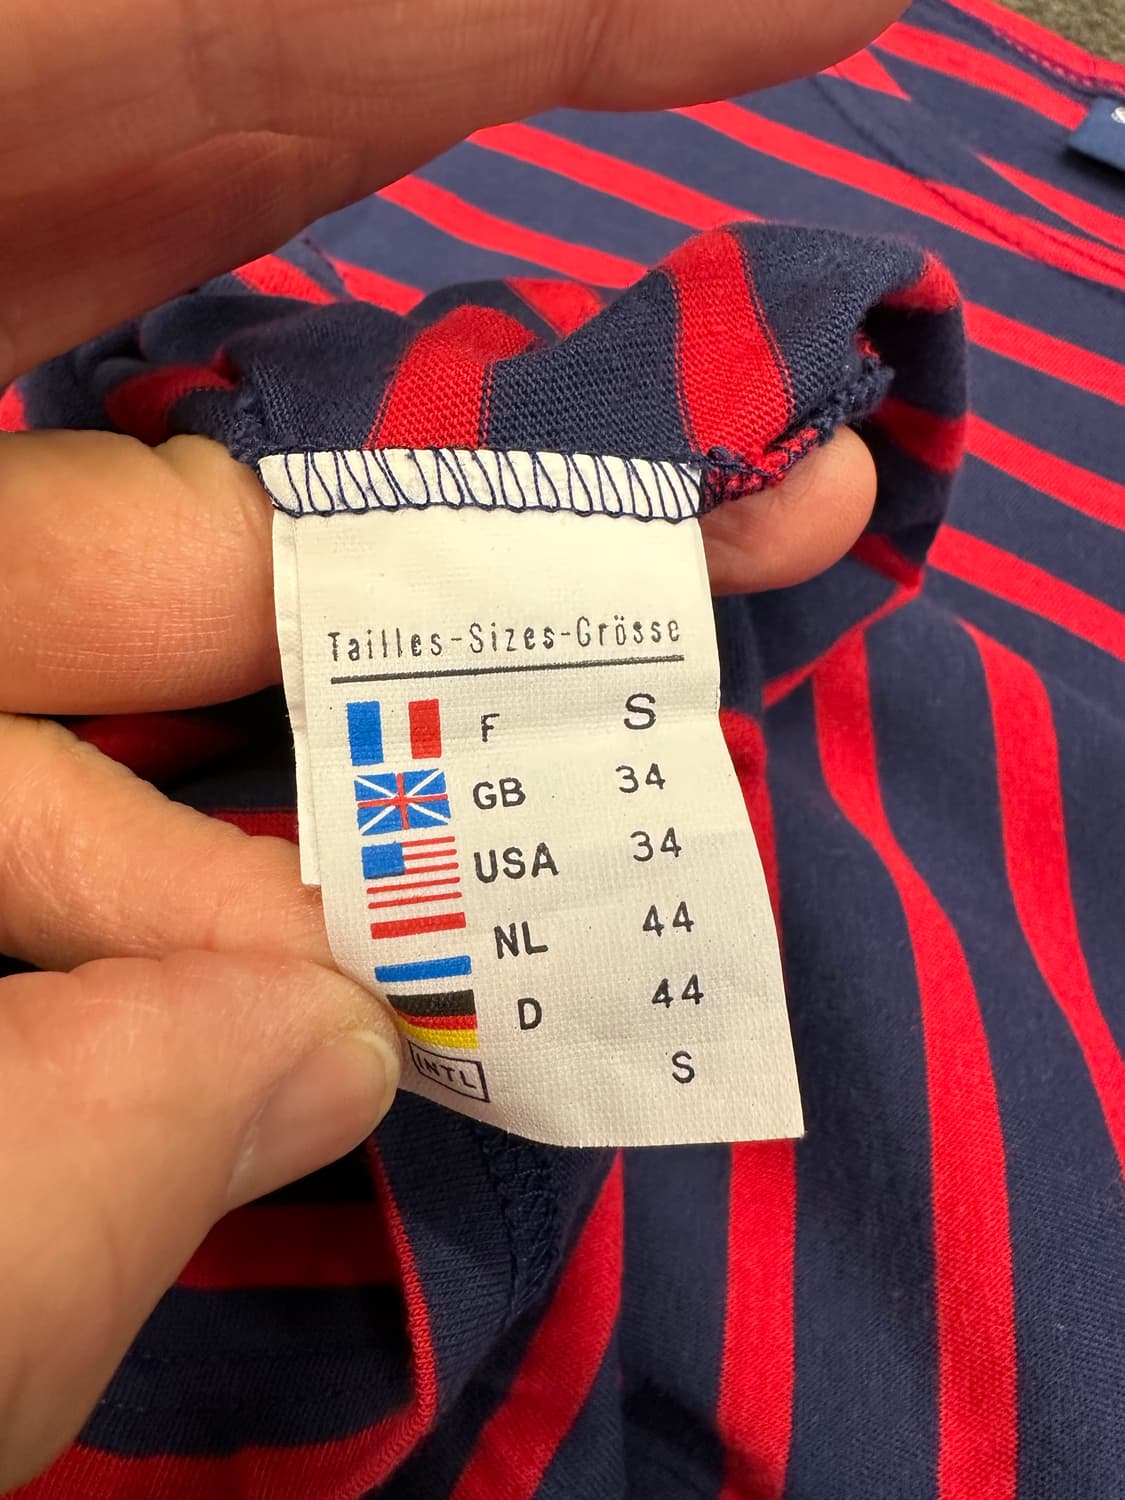 Tailles-Sizes-Grösse
F S
GB 34
USA 34
NL 44
D 44
INTL S